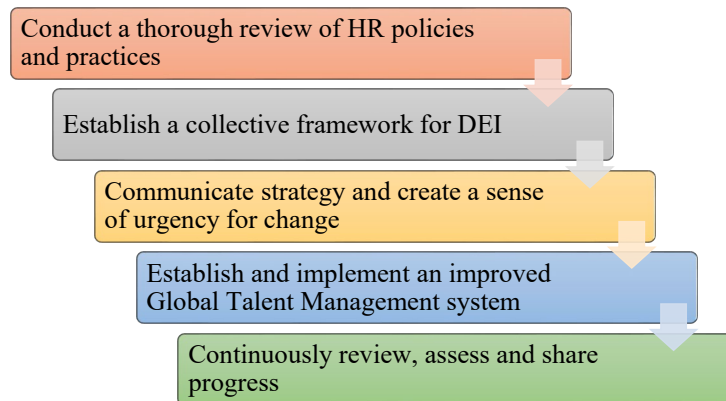 Conduct a thorough review of HR policies
and practices
Establish a collective framework for DEI
Communicate strategy and create a sense
of urgency for change
Establish and implement an improved
Global Talent Management system
Continuously review, assess and share
progress